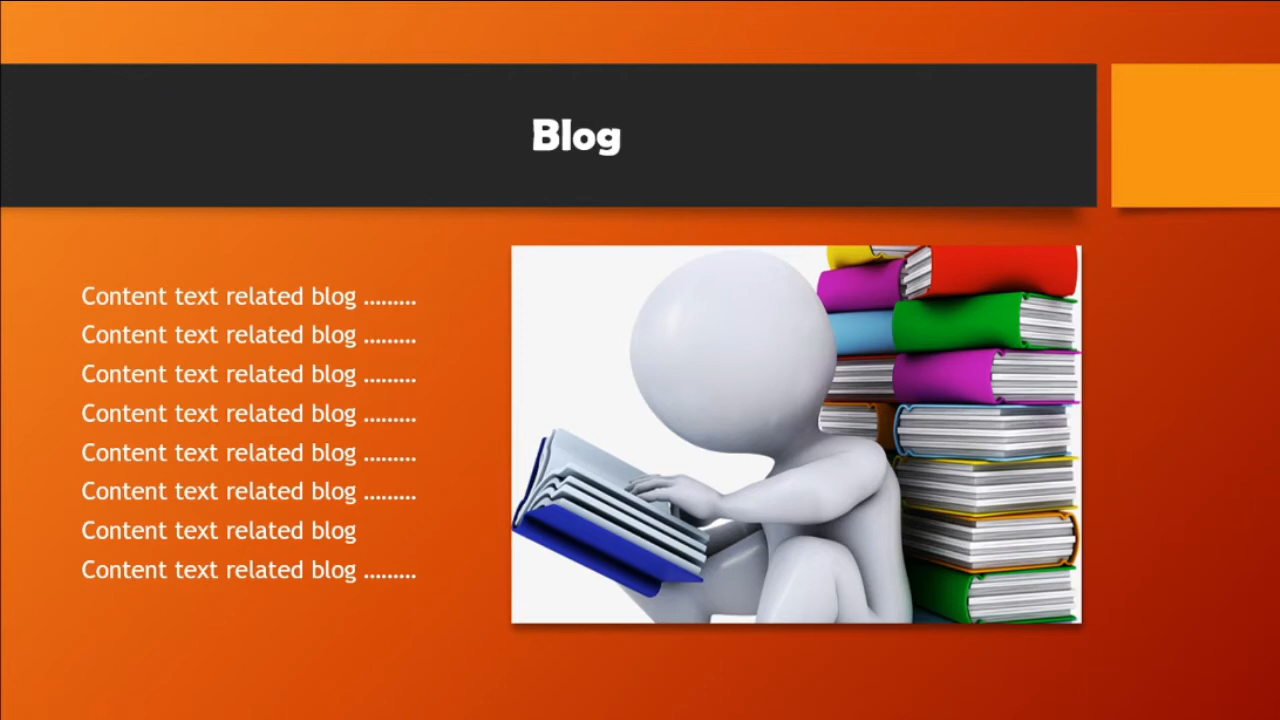 Blog
Content text related blog .........
Content text related blog .........
Content text related blog .........
Content text related blog .........
Content text related blog .........
Content text related blog .........
Content text related blog
Content text related blog .........